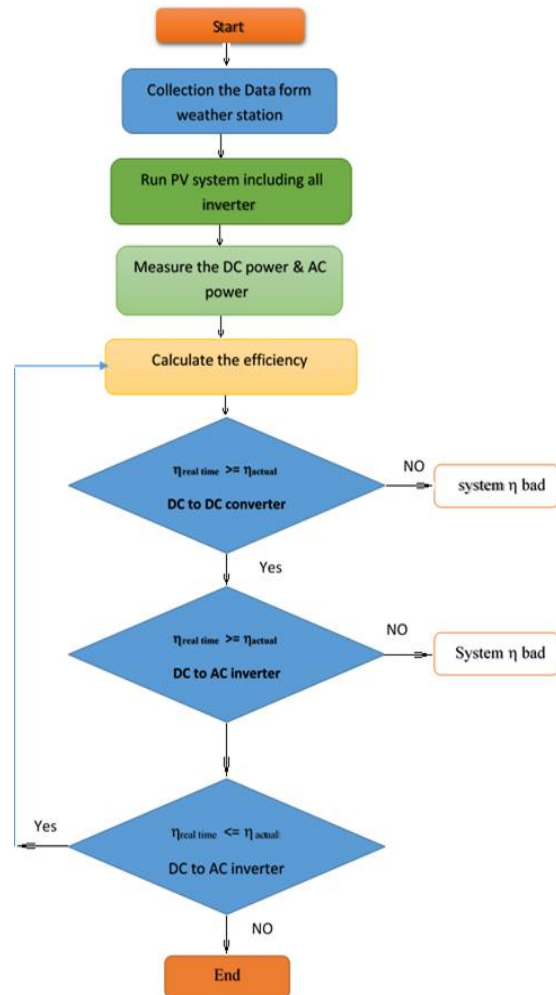 Start
Collection the Data form
weather station
Run PV system including all
inverter
Measure the DC power & AC
power
Calculate the efficiency
ηreal time >= ηactual
DC to DC converter
NO
system η bad
Yes
ηreal time >= ηactual
DC to AC inverter
NO
System η bad
Yes
ηreal time <= η actual
DC to AC inverter
NO
End